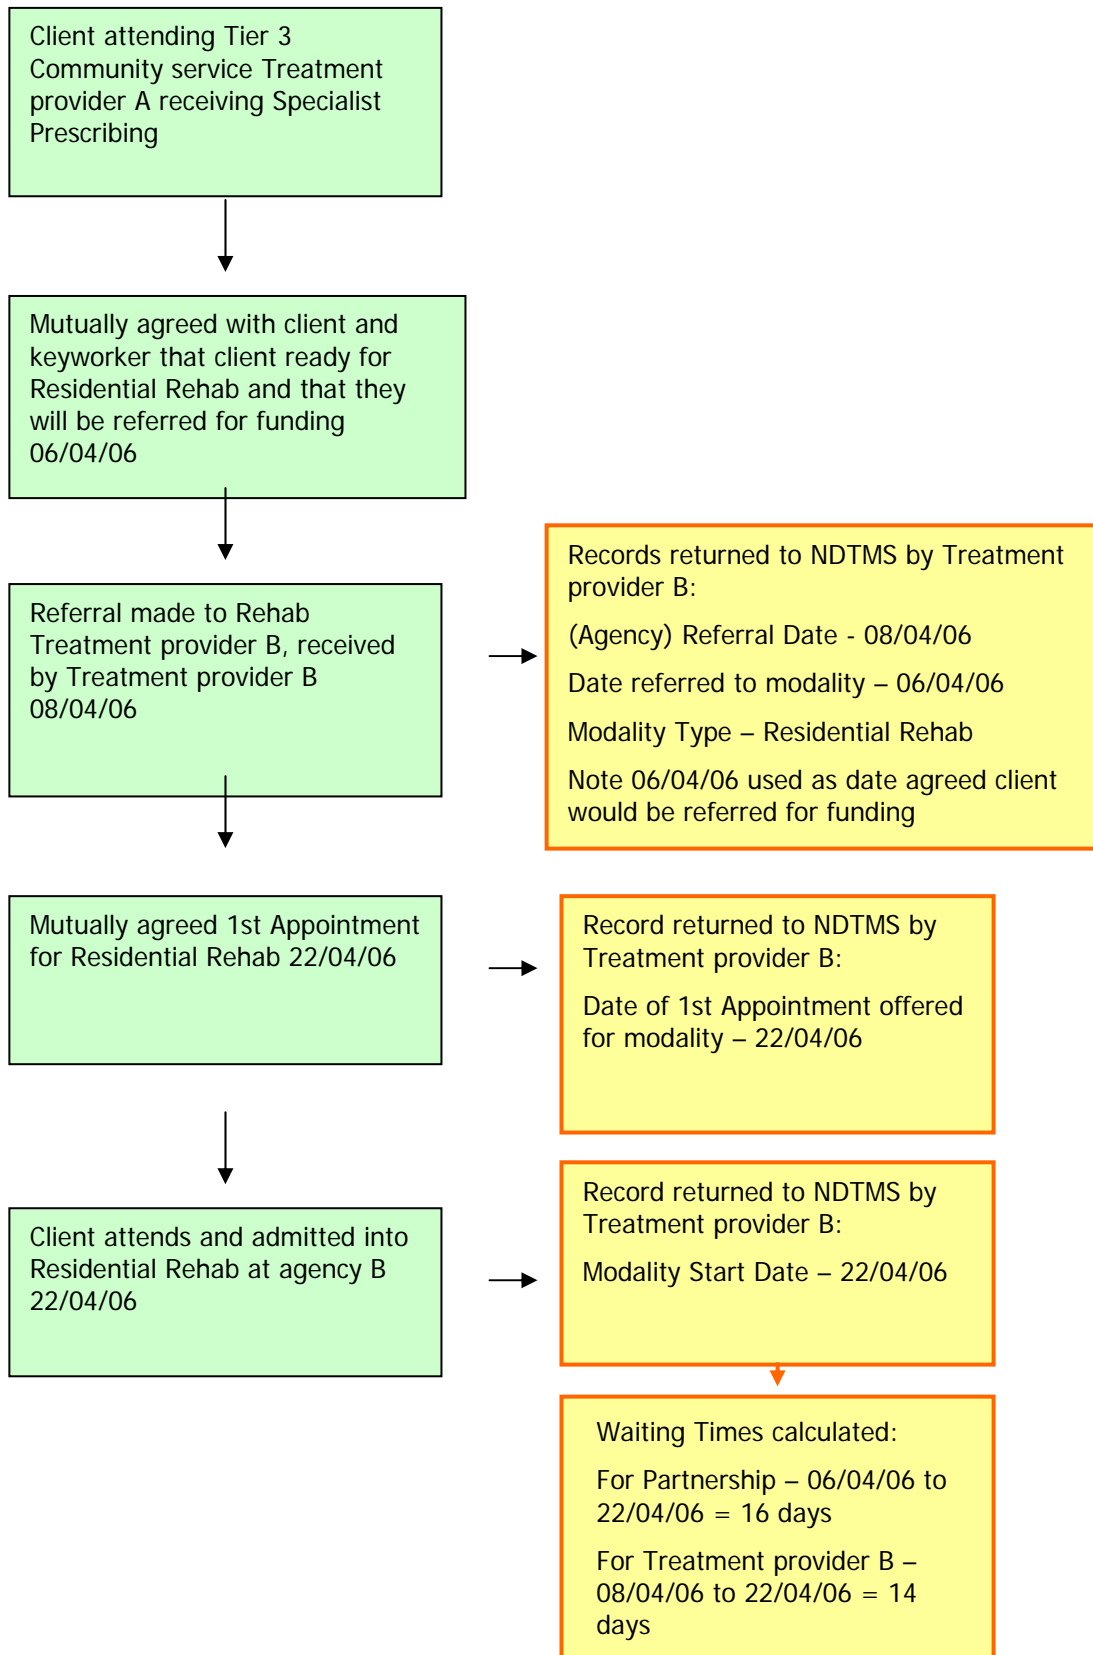 Client attending Tier 3
Community service Treatment
provider A receiving Specialist
Prescribing
Mutually agreed with client and
keyworker that client ready for
Residential Rehab and that they
will be referred for funding
06/04/06
Referral made to Rehab
Treatment provider B, received
by Treatment provider B
08/04/06
Records returned to NDTMS by Treatment
provider B:
(Agency) Referral Date - 08/04/06
Date referred to modality – 06/04/06
Modality Type – Residential Rehab
Note 06/04/06 used as date agreed client
would be referred for funding
Mutually agreed 1st Appointment
for Residential Rehab 22/04/06
Record returned to NDTMS by
Treatment provider B:
Date of 1st Appointment offered
for modality – 22/04/06
Client attends and admitted into
Residential Rehab at agency B
22/04/06
Record returned to NDTMS by
Treatment provider B:
Modality Start Date – 22/04/06
Waiting Times calculated:
For Partnership – 06/04/06 to
22/04/06 = 16 days
For Treatment provider B –
08/04/06 to 22/04/06 = 14
days